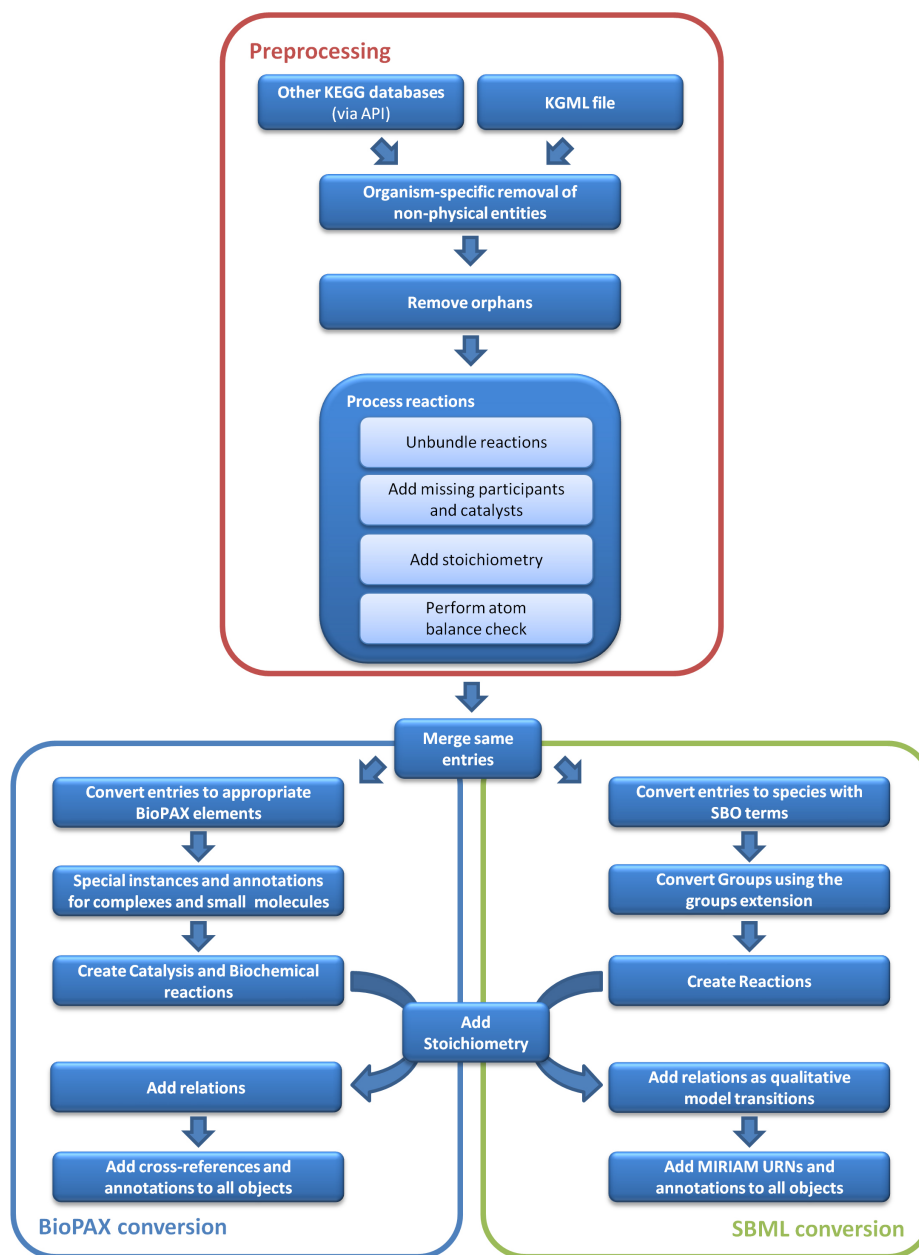 Preprocessing
Other KEGG databases
(via API)
KGML file
Organism-specific removal of
non-physical entities
Remove orphans
Process reactions
Unbundle reactions
Add missing participants
and catalysts
Add stoichiometry
Perform atom
balance check
Merge same
entries
Convert entries to appropriate
BioPAX elements
Special instances and annotations
for complexes and small molecules
Create Catalysis and Biochemical
reactions
Convert entries to species with
SBO terms
Convert Groups using the
groups extension
Create Reactions
Add
Stoichiometry
Add relations
Add cross-references and
annotations to all objects
BioPAX conversion
Add relations as qualitative
model transitions
Add MIRIAM URNs and
annotations to all objects
SBML conversion